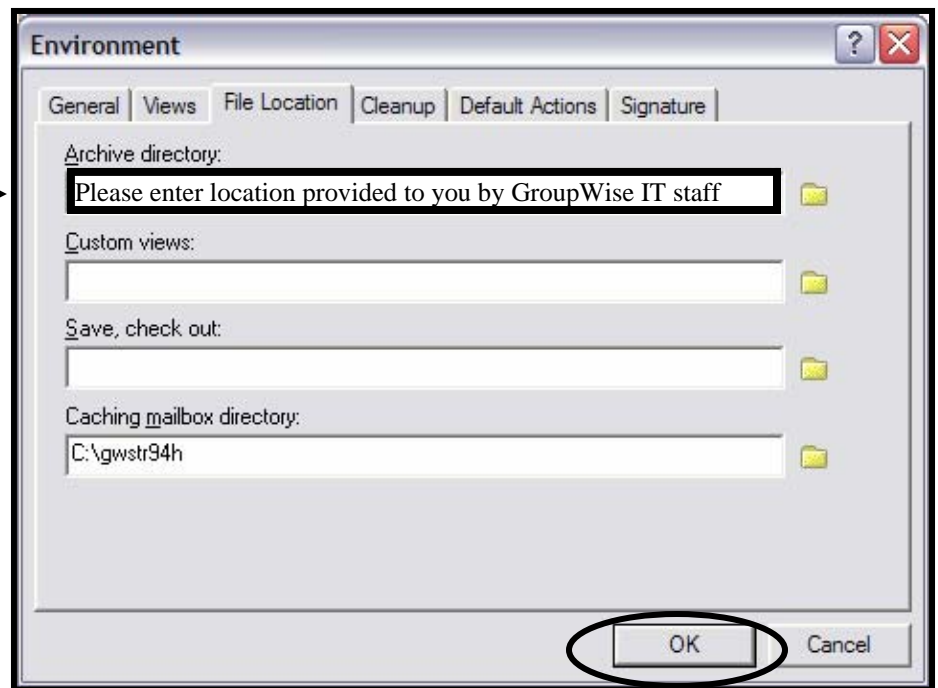 Environment
General Views File Location Cleanup Default Actions Signature
Archive directory:
Please enter location provided to you by GroupWise IT staff
Custom views:
Save, check out:
Caching mailbox directory:
C:\gwstr94h
OK Cancel